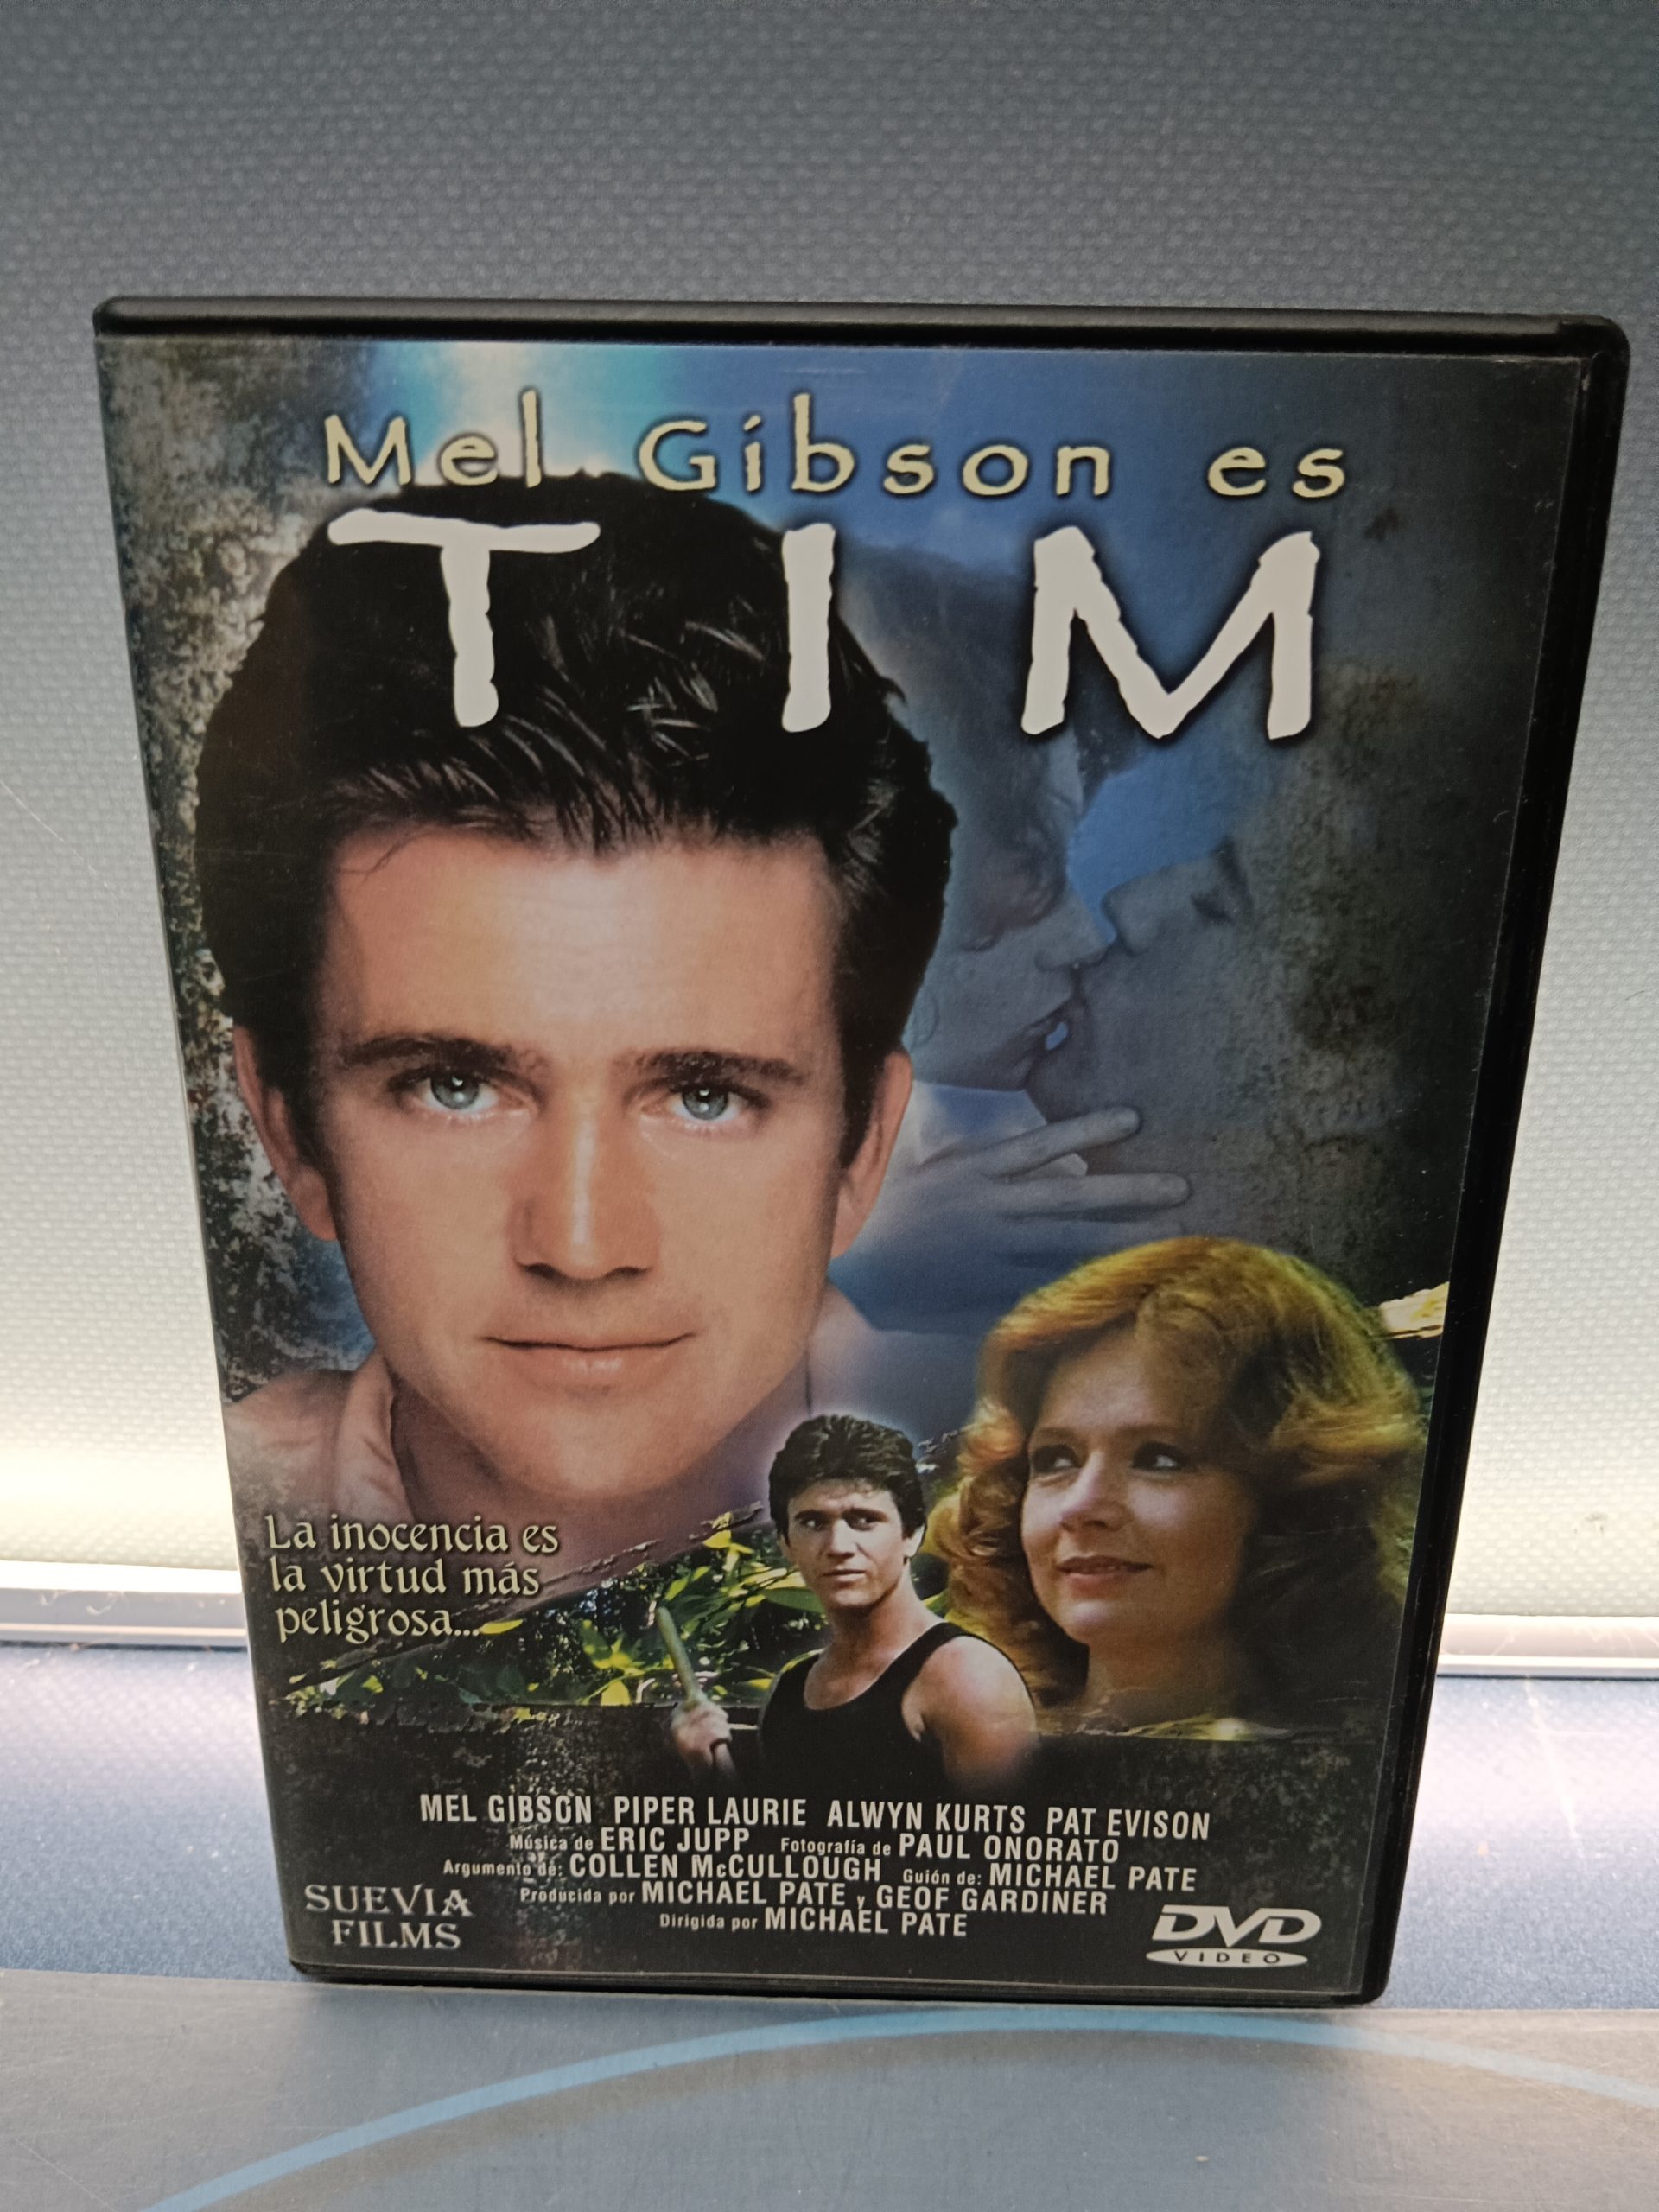 Mel Gibson es
TIM
La inocencia es
la virtud más
peligrosa...
MEL GIBSON PIPER LAURIE ALWYN KURTS PAT EVISON
Música de ERIC JUPP Fotografía de PAUL ONORATO
Argumento de: COLLEN McCULLOUGH Guión de: MICHAEL PATE
Producida por MICHAEL PATE y GEOF GARDINER
Dirigida por MICHAEL PATE
SUEVIA
FILMS
DVD
VIDEO